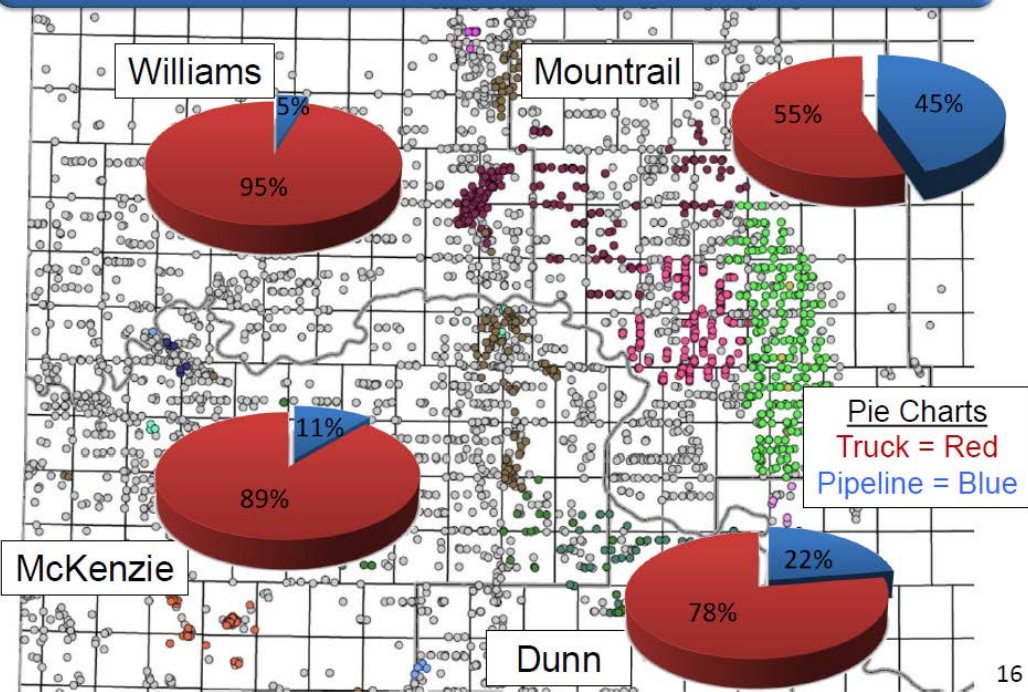 Williams
5%
95%
Mountrail
55%
45%
11%
89%
McKenzie
Pie Charts
Truck = Red
Pipeline = Blue
22%
78%
Dunn
16